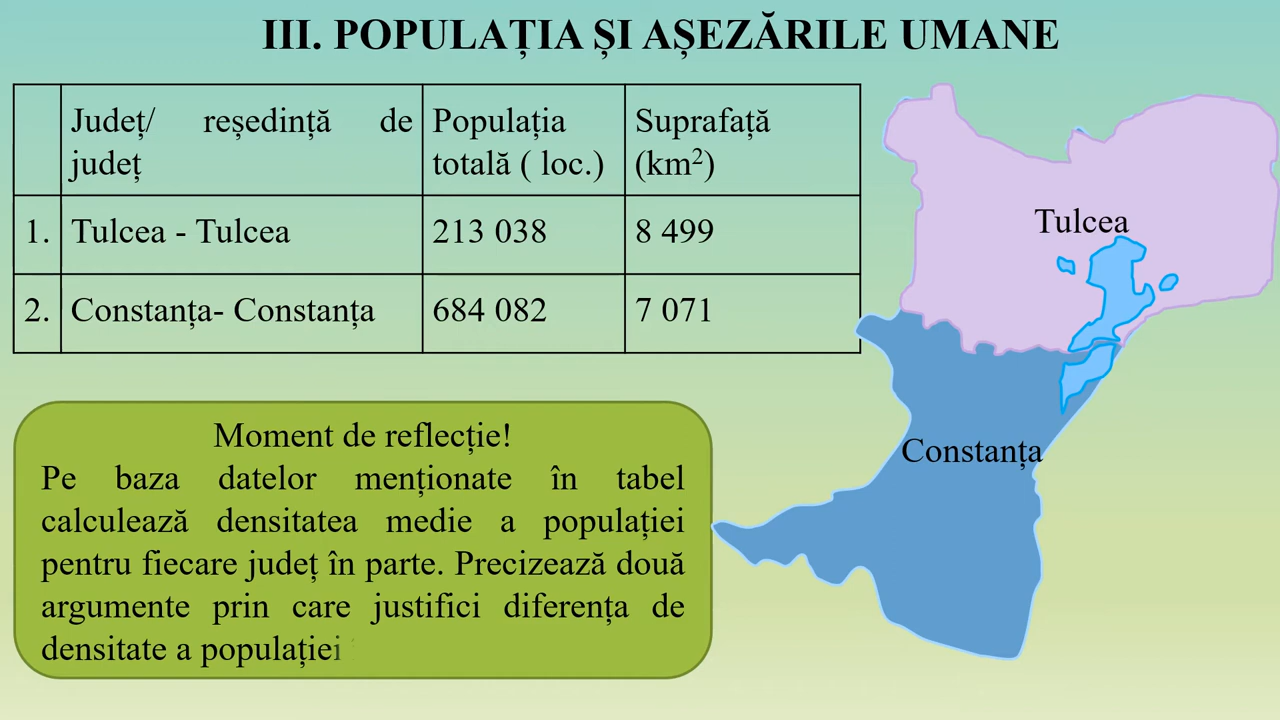 III. POPULAȚIA ȘI AȘEZĂRILE UMANE
Județ/ reședință de județ
Populația totală ( loc.)
Suprafață (km²)
1. Tulcea - Tulcea 213 038 8 499
2. Constanța- Constanța 684 082 7 071
Tulcea
Constanța
Moment de reflecție!
Pe baza datelor menționate în tabel
calculează densitatea medie a populației
pentru fiecare județ în parte. Precizează două
argumente prin care justifici diferența de
densitate a populației